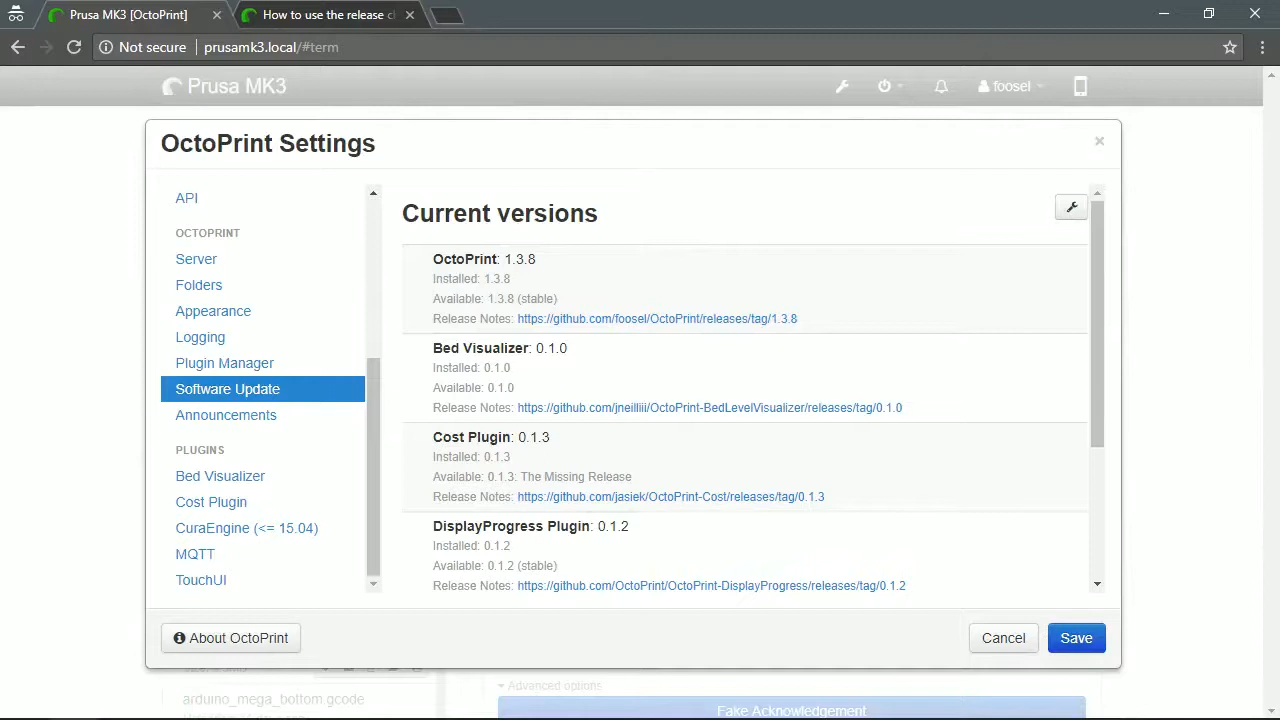 Prusa MK3 [OctoPrint]
How to use the release c
Not secure
prusamk3.local/#term
Prusa MK3
foosel
OctoPrint Settings
API
OCTOPRINT
Server
Folders
Appearance
Logging
Plugin Manager
Software Update
Announcements
PLUGINS
Bed Visualizer
Cost Plugin
CuraEngine (<= 15.04)
MQTT
TouchUI
Current versions
OctoPrint: 1.3.8
Installed: 1.3.8
Available: 1.3.8 (stable)
Release Notes: https://github.com/foosel/OctoPrint/releases/tag/1.3.8
Bed Visualizer: 0.1.0
Installed: 0.1.0
Available: 0.1.0
Release Notes: https://github.com/jneilliii/OctoPrint-BedLevelVisualizer/releases/tag/0.1.0
Cost Plugin: 0.1.3
Installed: 0.1.3
Available: 0.1.3: The Missing Release
Release Notes: https://github.com/jasiek/OctoPrint-Cost/releases/tag/0.1.3
DisplayProgress Plugin: 0.1.2
Installed: 0.1.2
Available: 0.1.2 (stable)
Release Notes: https://github.com/OctoPrint/OctoPrint-DisplayProgress/releases/tag/0.1.2
About OctoPrint
Cancel
Save
arduino_mega_bottom.gcode
Advanced options
Fake Acknowledgement